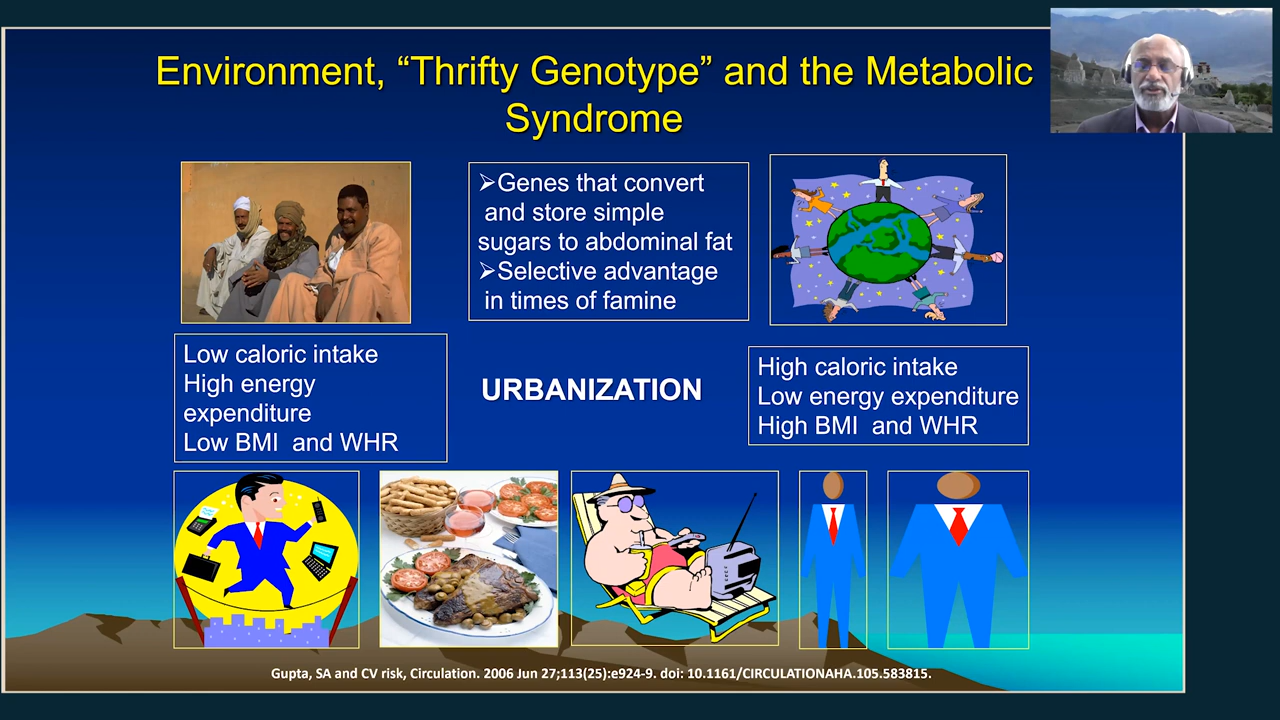 Environment, “Thrifty Genotype” and the Metabolic
Syndrome
➢Genes that convert
and store simple
sugars to abdominal fat
➢Selective advantage
in times of famine
Low caloric intake
High energy
expenditure
Low BMI  and WHR
URBANIZATION
High caloric intake
Low energy expenditure
High BMI  and WHR
Gupta, SA and CV risk, Circulation. 2006 Jun 27;113(25):e924-9. doi: 10.1161/CIRCULATIONAHA.105.583815.